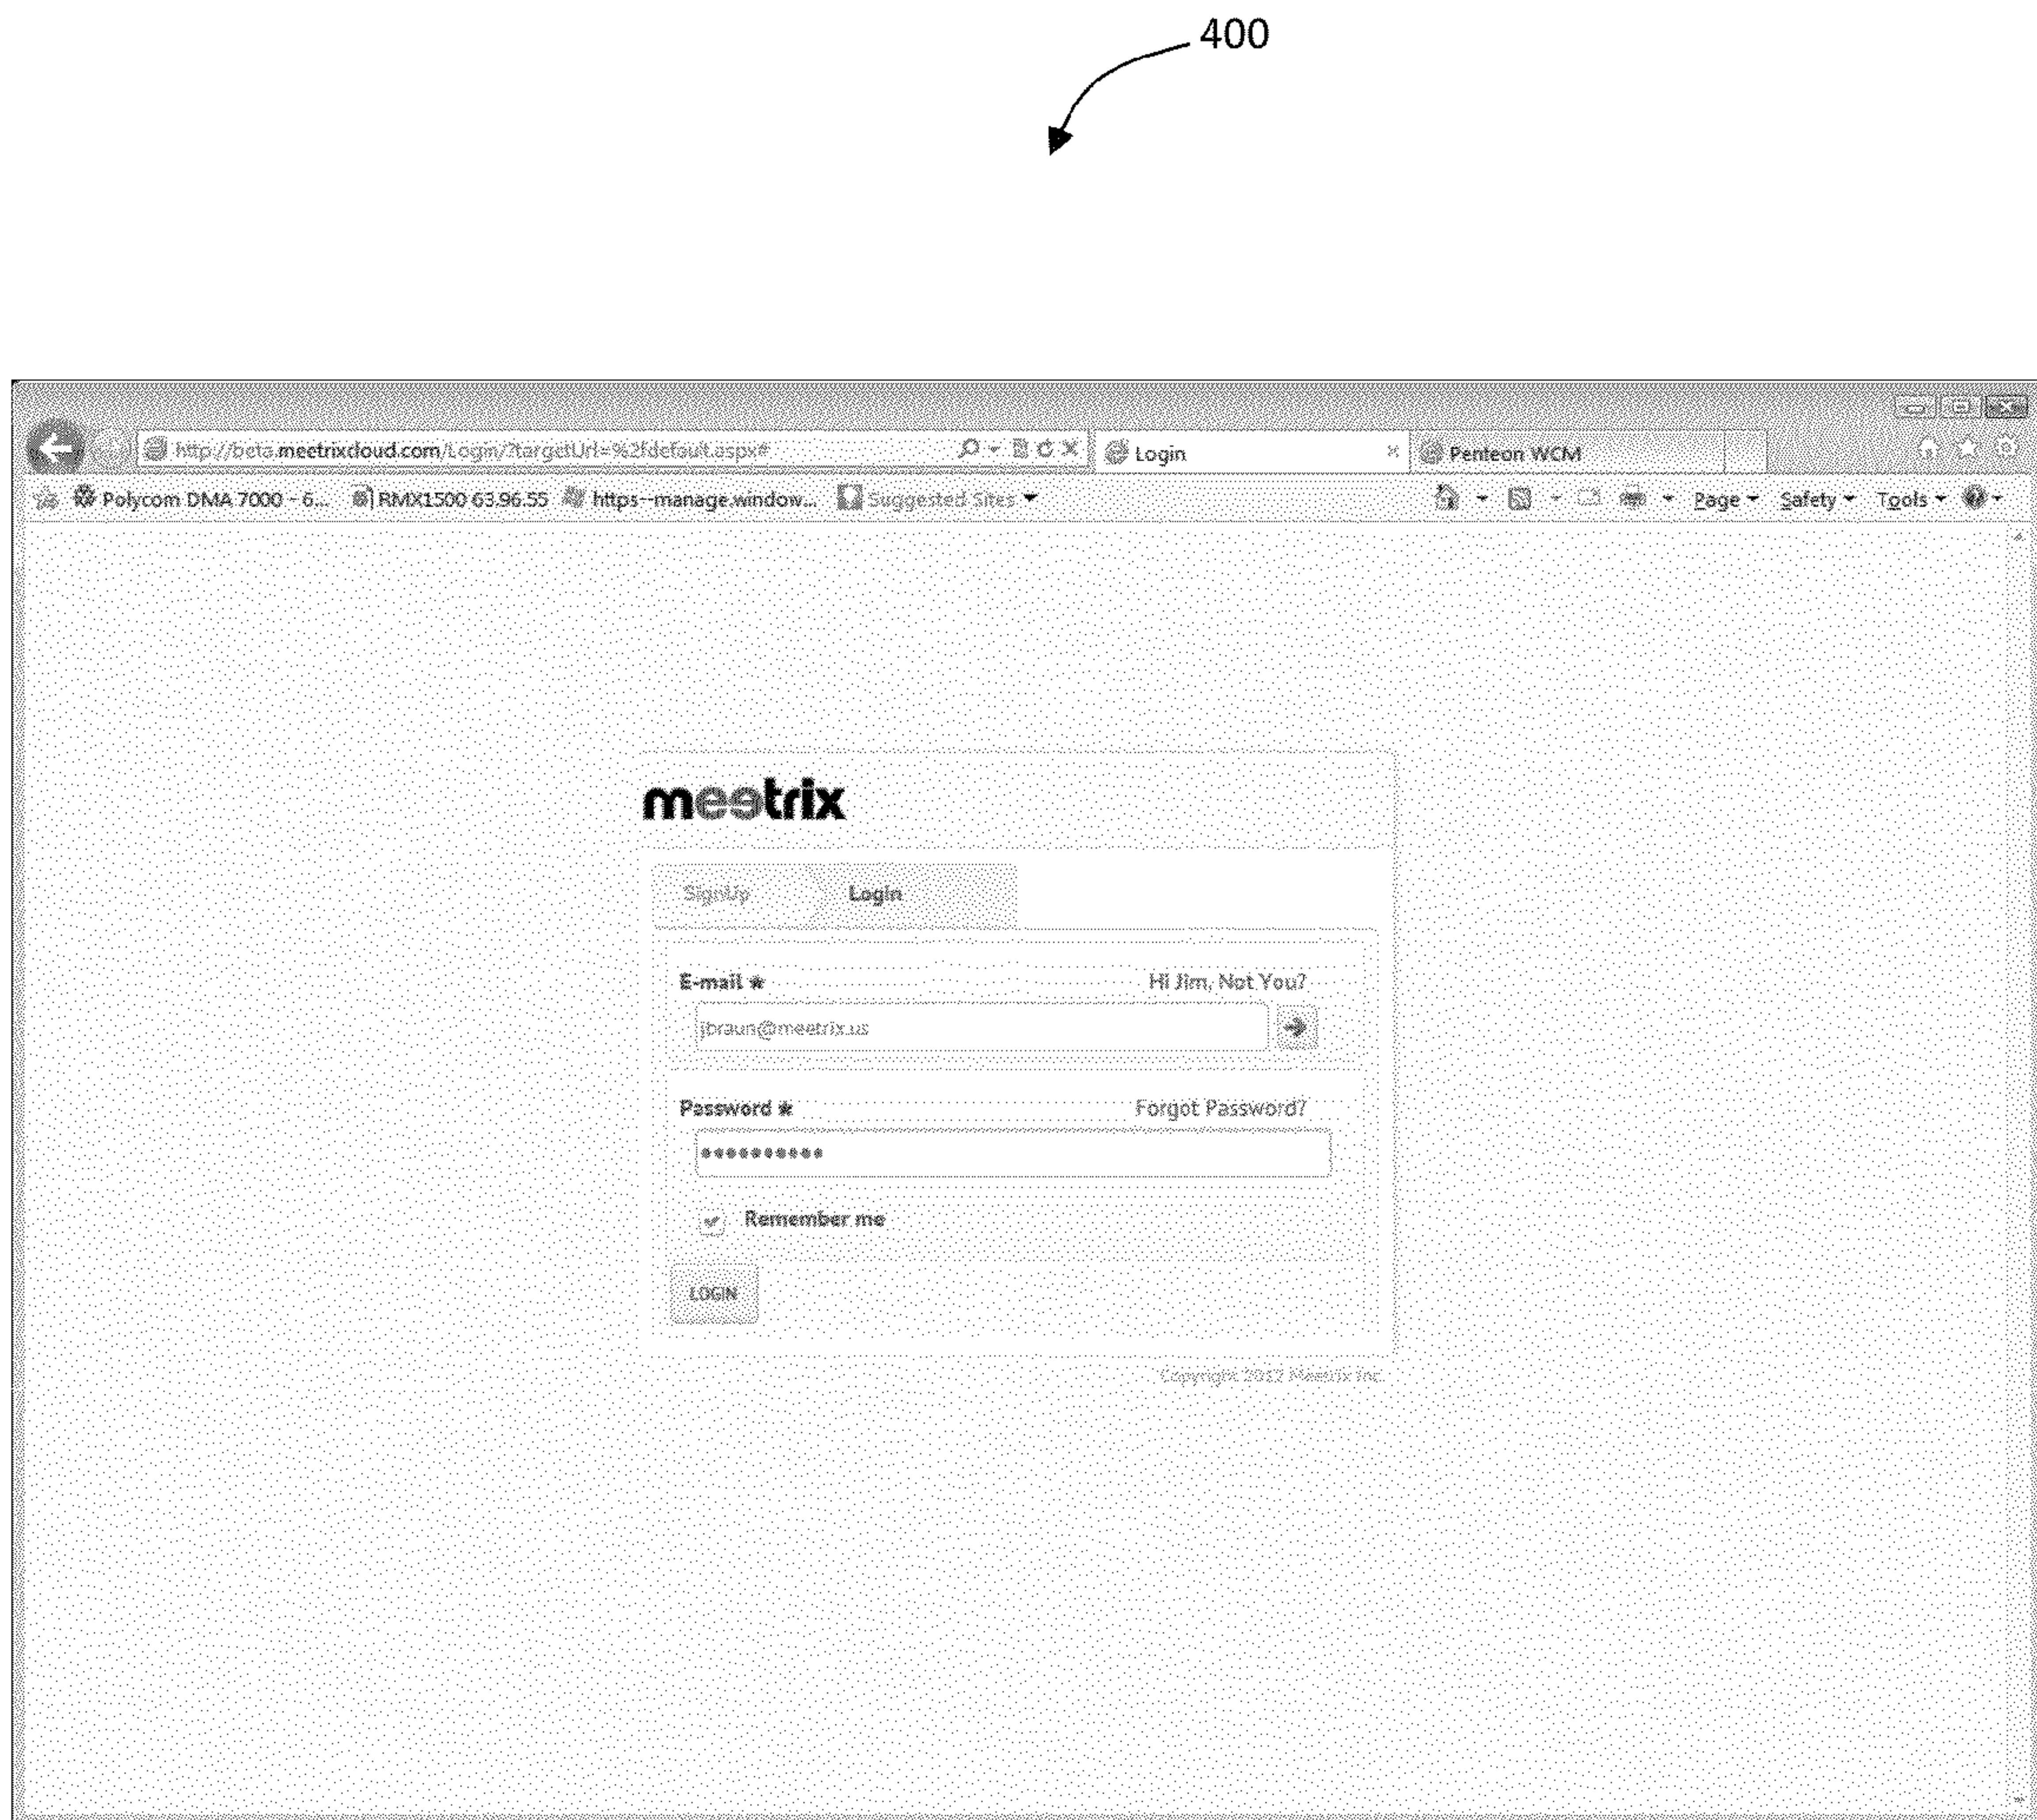 400
http://beta.meetrixcloud.com/Login/?targetUrl=%2fdefault.aspx# Login Penteon WCM
Polycom DMA 7000 - 6... RMX1500 63.96.55 https--manage.window... Suggested Sites Page Safety Tools
meetrix
SignUp Login
E-mail * Hi Jim, Not You?
jbraun@meetrix.us
Password * Forgot Password?
••••••••••
Remember me
LOGIN
Copyright 2012 Meetrix Inc.